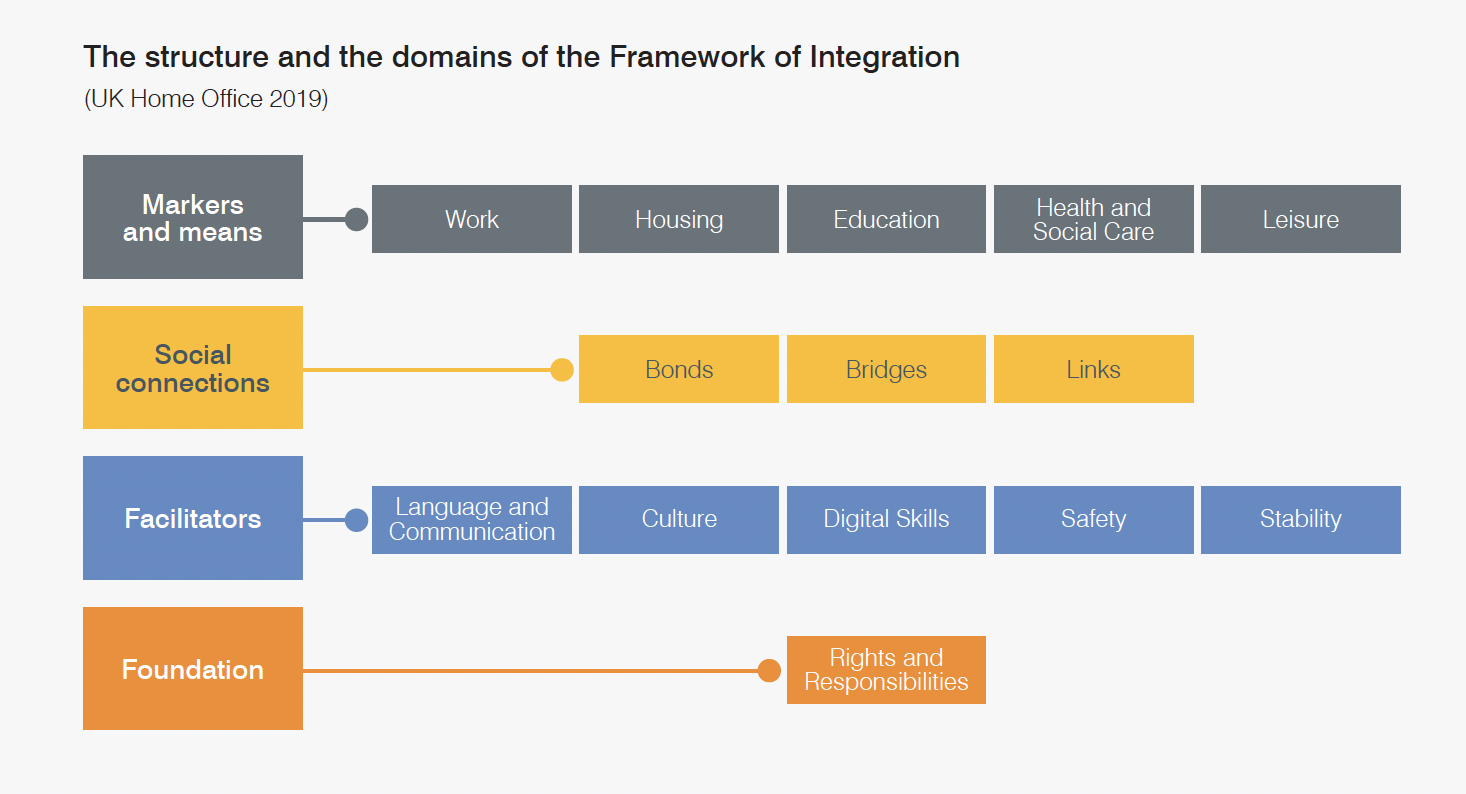 The structure and the domains of the Framework of Integration
(UK Home Office 2019)
Markers
and means
Work
Housing
Education
Health and
Social Care
Leisure
Social
connections
Bonds
Bridges
Links
Facilitators
Language and
Communication
Culture
Digital Skills
Safety
Stability
Foundation
Rights and
Responsibilities